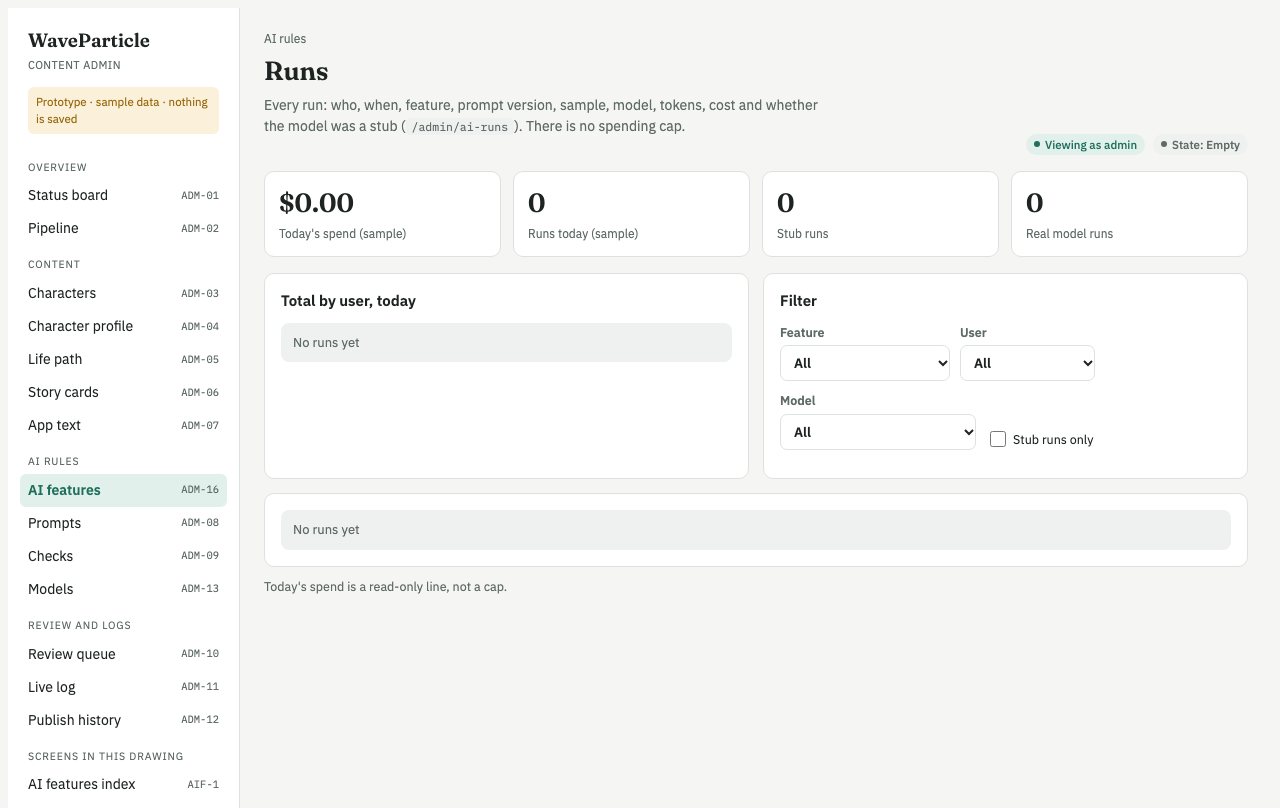 WaveParticle
CONTENT ADMIN
Prototype · sample data · nothing
is saved
OVERVIEW
Status board ADM-01
Pipeline ADM-02
CONTENT
Characters ADM-03
Character profile ADM-04
Life path ADM-05
Story cards ADM-06
App text ADM-07
AI RULES
AI features ADM-16
Prompts ADM-08
Checks ADM-09
Models ADM-13
REVIEW AND LOGS
Review queue ADM-10
Live log ADM-11
Publish history ADM-12
SCREENS IN THIS DRAWING
AI features index AIF-1
AI rules
Runs
Every run: who, when, feature, prompt version, sample, model, tokens, cost and whether
the model was a stub ( /admin/ai-runs ). There is no spending cap.
Viewing as admin State: Empty
$0.00
Today's spend (sample)
0
Runs today (sample)
0
Stub runs
0
Real model runs
Total by user, today
No runs yet
Filter
Feature User
All All
Model
All Stub runs only
No runs yet
Today's spend is a read-only line, not a cap.